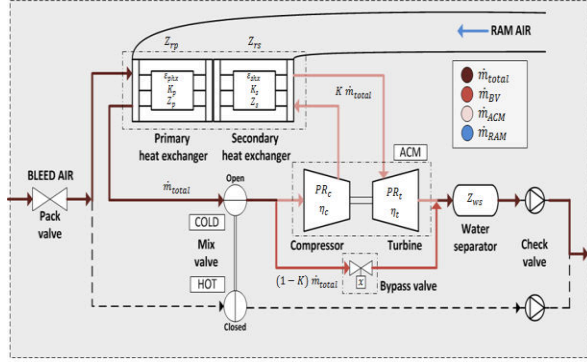 Z_rp
Z_rs
RAM AIR
ε_phx
K_p
Z_p
ε_shx
K_s
Z_s
K ṁ_total
ṁ_total
ṁ_BV
ṁ_ACM
ṁ_RAM
Primary
heat exchanger
Secondary
heat exchanger
ACM
BLEED AIR
Pack
valve
ṁ_total
Open
COLD
Mix
valve
HOT
Closed
PR_c
η_c
PR_t
η_t
Compressor
Turbine
Z_ws
Water
separator
Check
valve
(1 − K) ṁ_total
x
Bypass valve